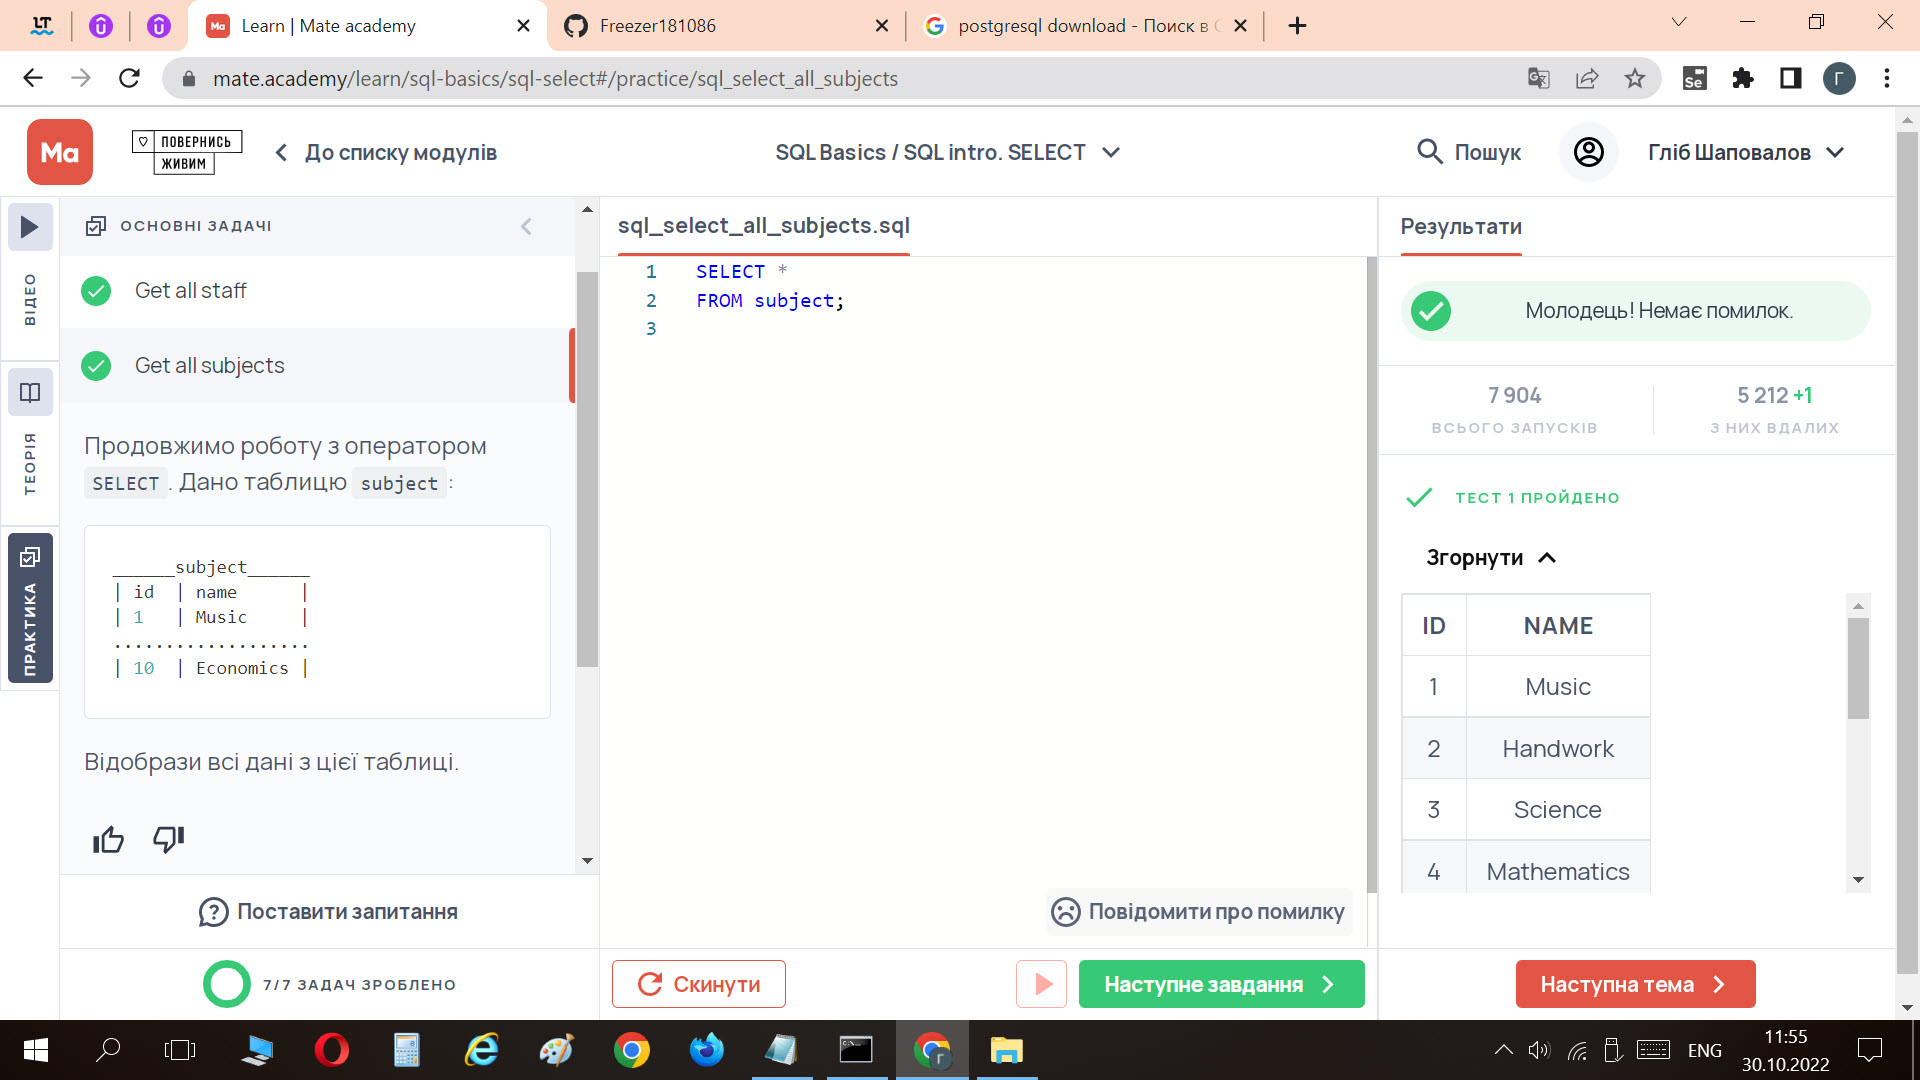 Learn | Mate academy
Freezer181086
postgresql download - Поиск в
mate.academy/learn/sql-basics/sql-select#/practice/sql_select_all_subjects
Se
Г
Ma
ПОВЕРНИСЬ
ЖИВИМ
До списку модулів
SQL Basics / SQL intro. SELECT
Пошук
Гліб Шаповалов
ВІДЕО
ТЕОРІЯ
ПРАКТИКА
ОСНОВНІ ЗАДАЧІ
Get all staff
Get all subjects
Продовжимо роботу з оператором
SELECT . Дано таблицю subject :
______subject______
| id | name |
| 1 | Music |
...................
| 10 | Economics |
Відобрази всі дані з цієї таблиці.
Поставити запитання
7/7 ЗАДАЧ ЗРОБЛЕНО
sql_select_all_subjects.sql
1 SELECT *
2 FROM subject;
3
Повідомити про помилку
Скинути
Наступне завдання
Результати
Молодець! Немає помилок.
7 904
ВСЬОГО ЗАПУСКІВ
5 212 +1
З НИХ ВДАЛИХ
ТЕСТ 1 ПРОЙДЕНО
Згорнути
ID NAME
1 Music
2 Handwork
3 Science
4 Mathematics
Наступна тема
ENG
11:55
30.10.2022